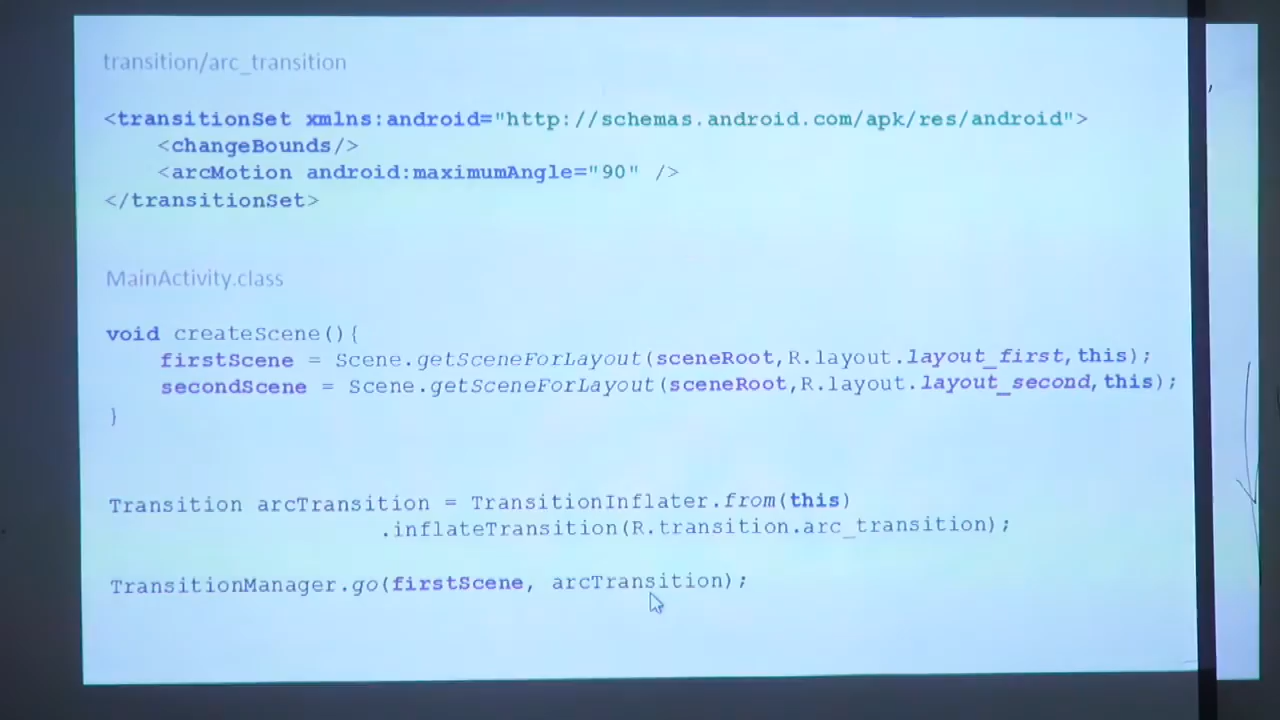 transition/arc_transition
<transitionSet xmlns:android="http://schemas.android.com/apk/res/android">
<changeBounds/>
<arcMotion android:maximumAngle="90" />
</transitionSet>
MainActivity.class
void createScene(){
firstScene = Scene.getSceneForLayout(sceneRoot,R.layout.layout_first,this);
secondScene = Scene.getSceneForLayout(sceneRoot,R.layout.layout_second,this);
}
Transition arcTransition = TransitionInflater.from(this)
.inflateTransition(R.transition.arc_transition);
TransitionManager.go(firstScene, arcTransition);